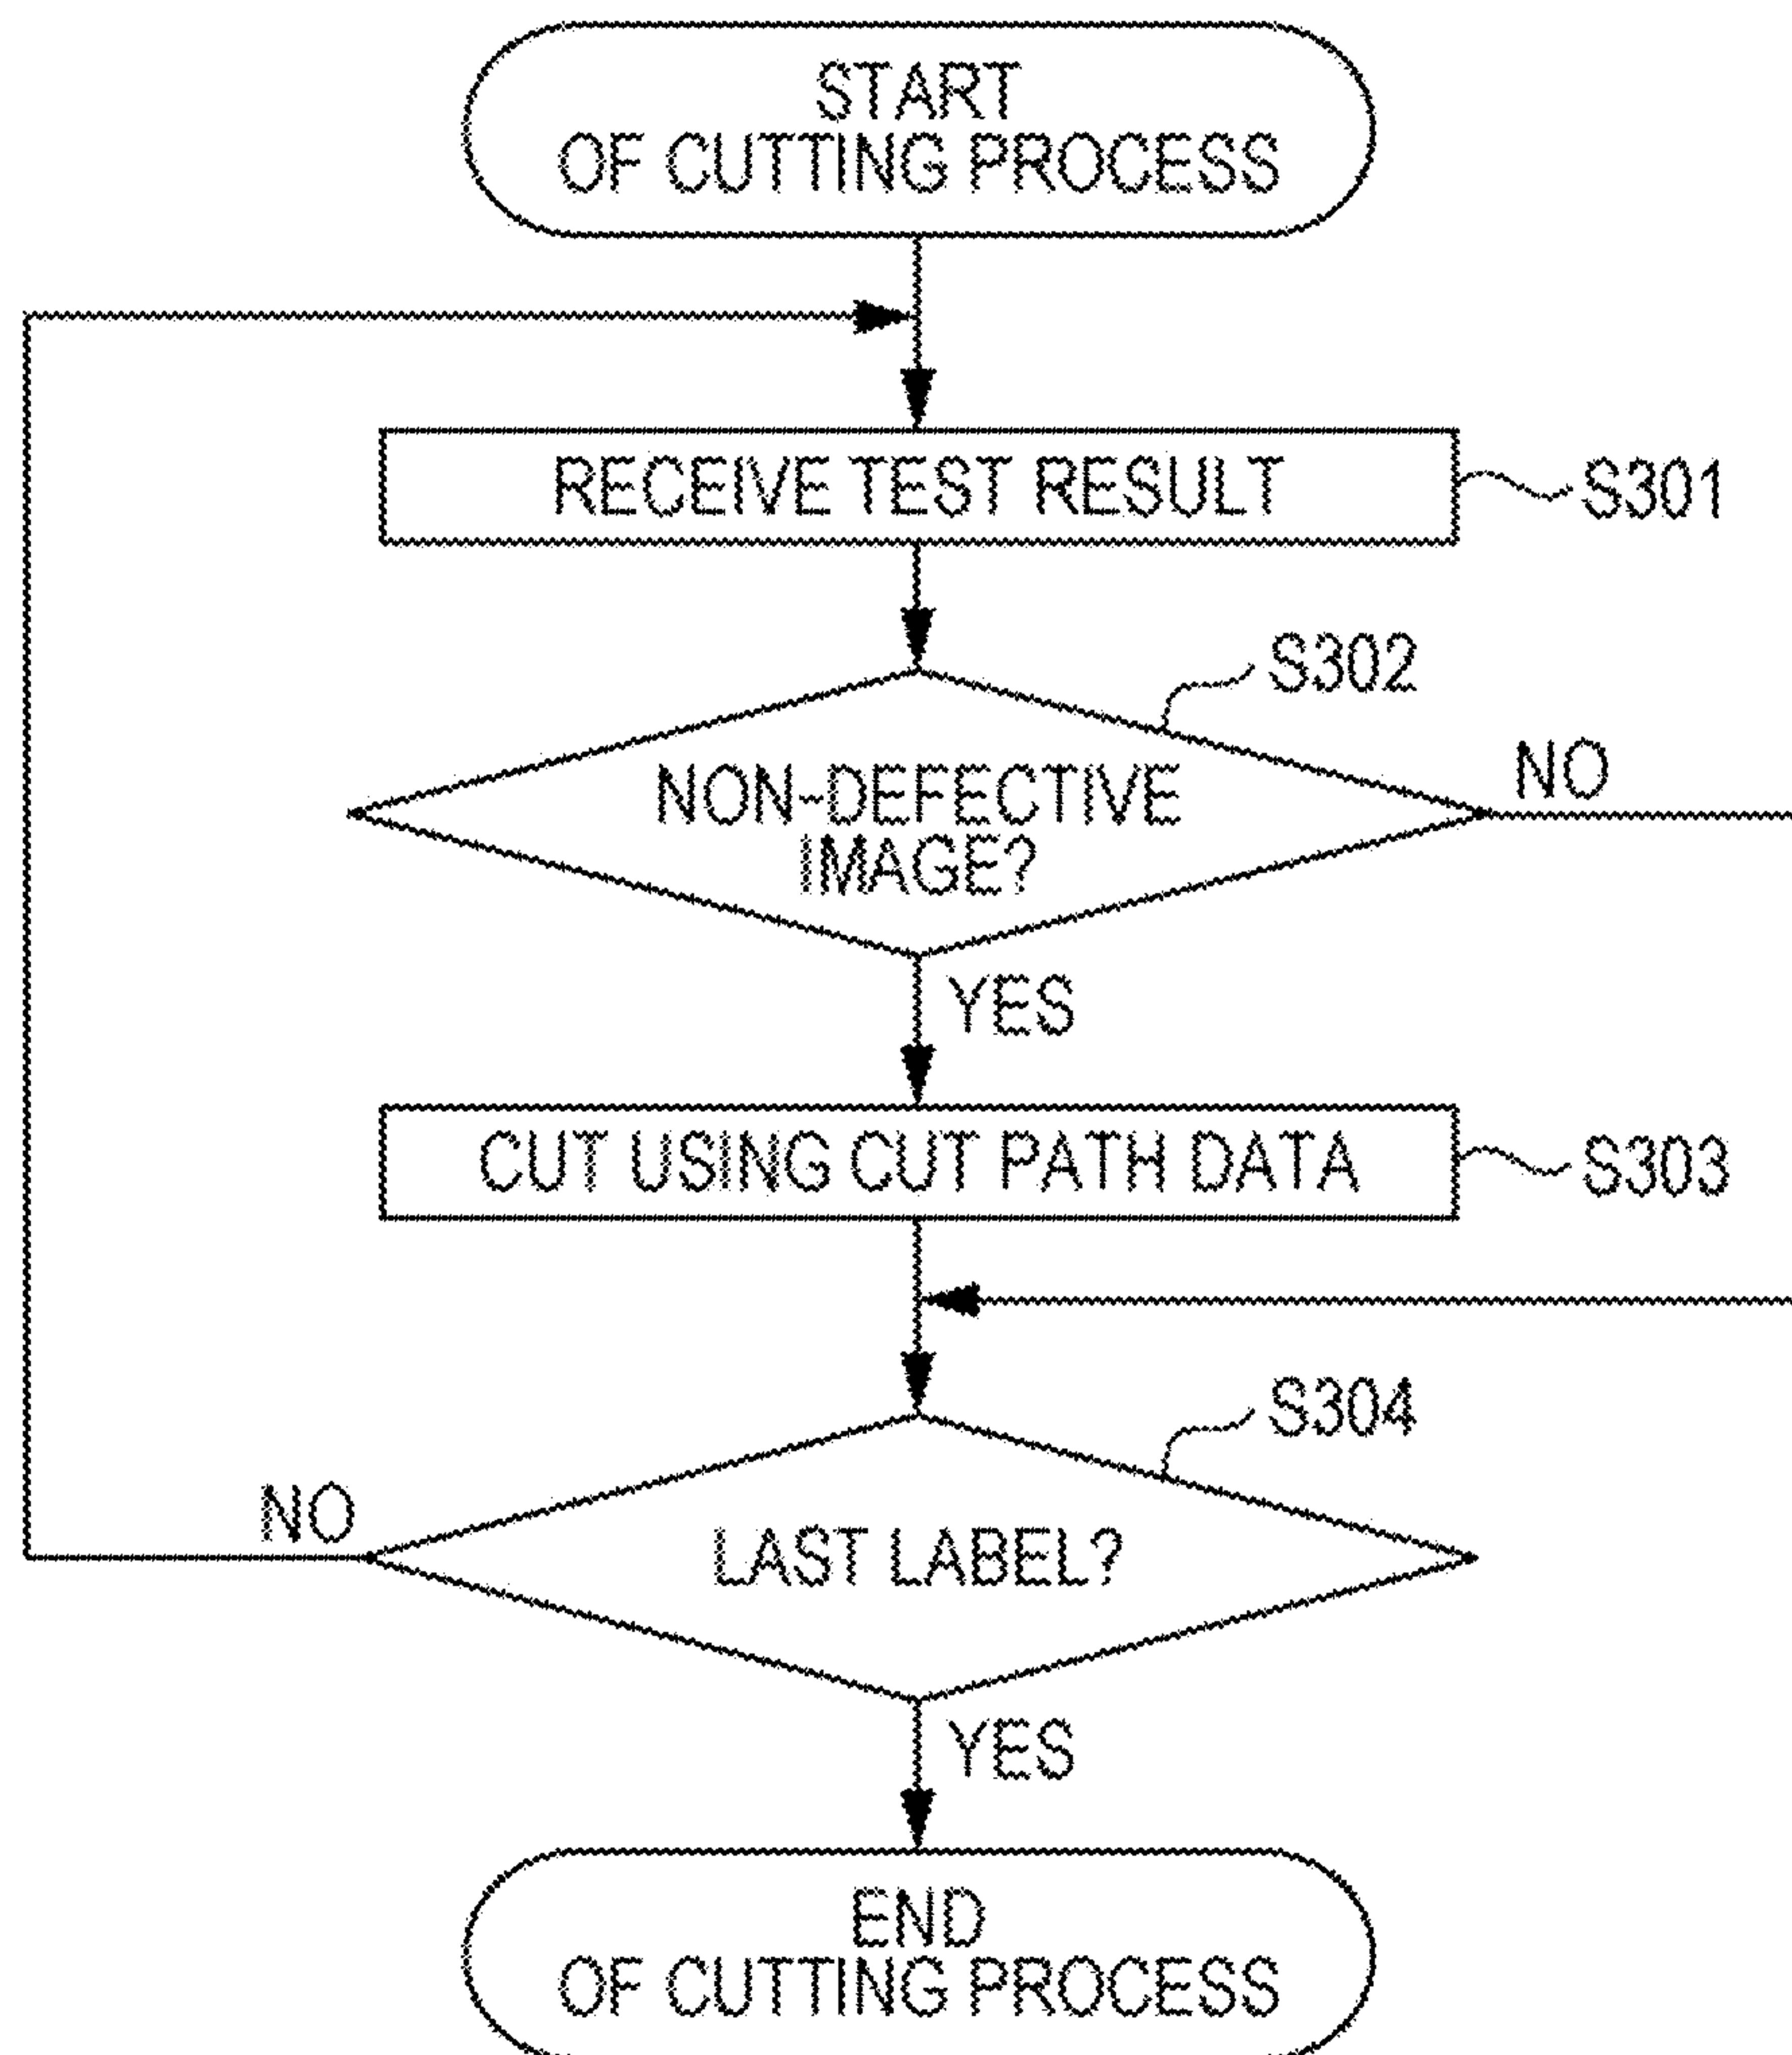 START
OF CUTTING PROCESS
RECEIVE TEST RESULT
S301
S302
NON-DEFECTIVE
IMAGE?
NO
YES
CUT USING CUT PATH DATA
S303
S304
NO
LAST LABEL?
YES
END
OF CUTTING PROCESS